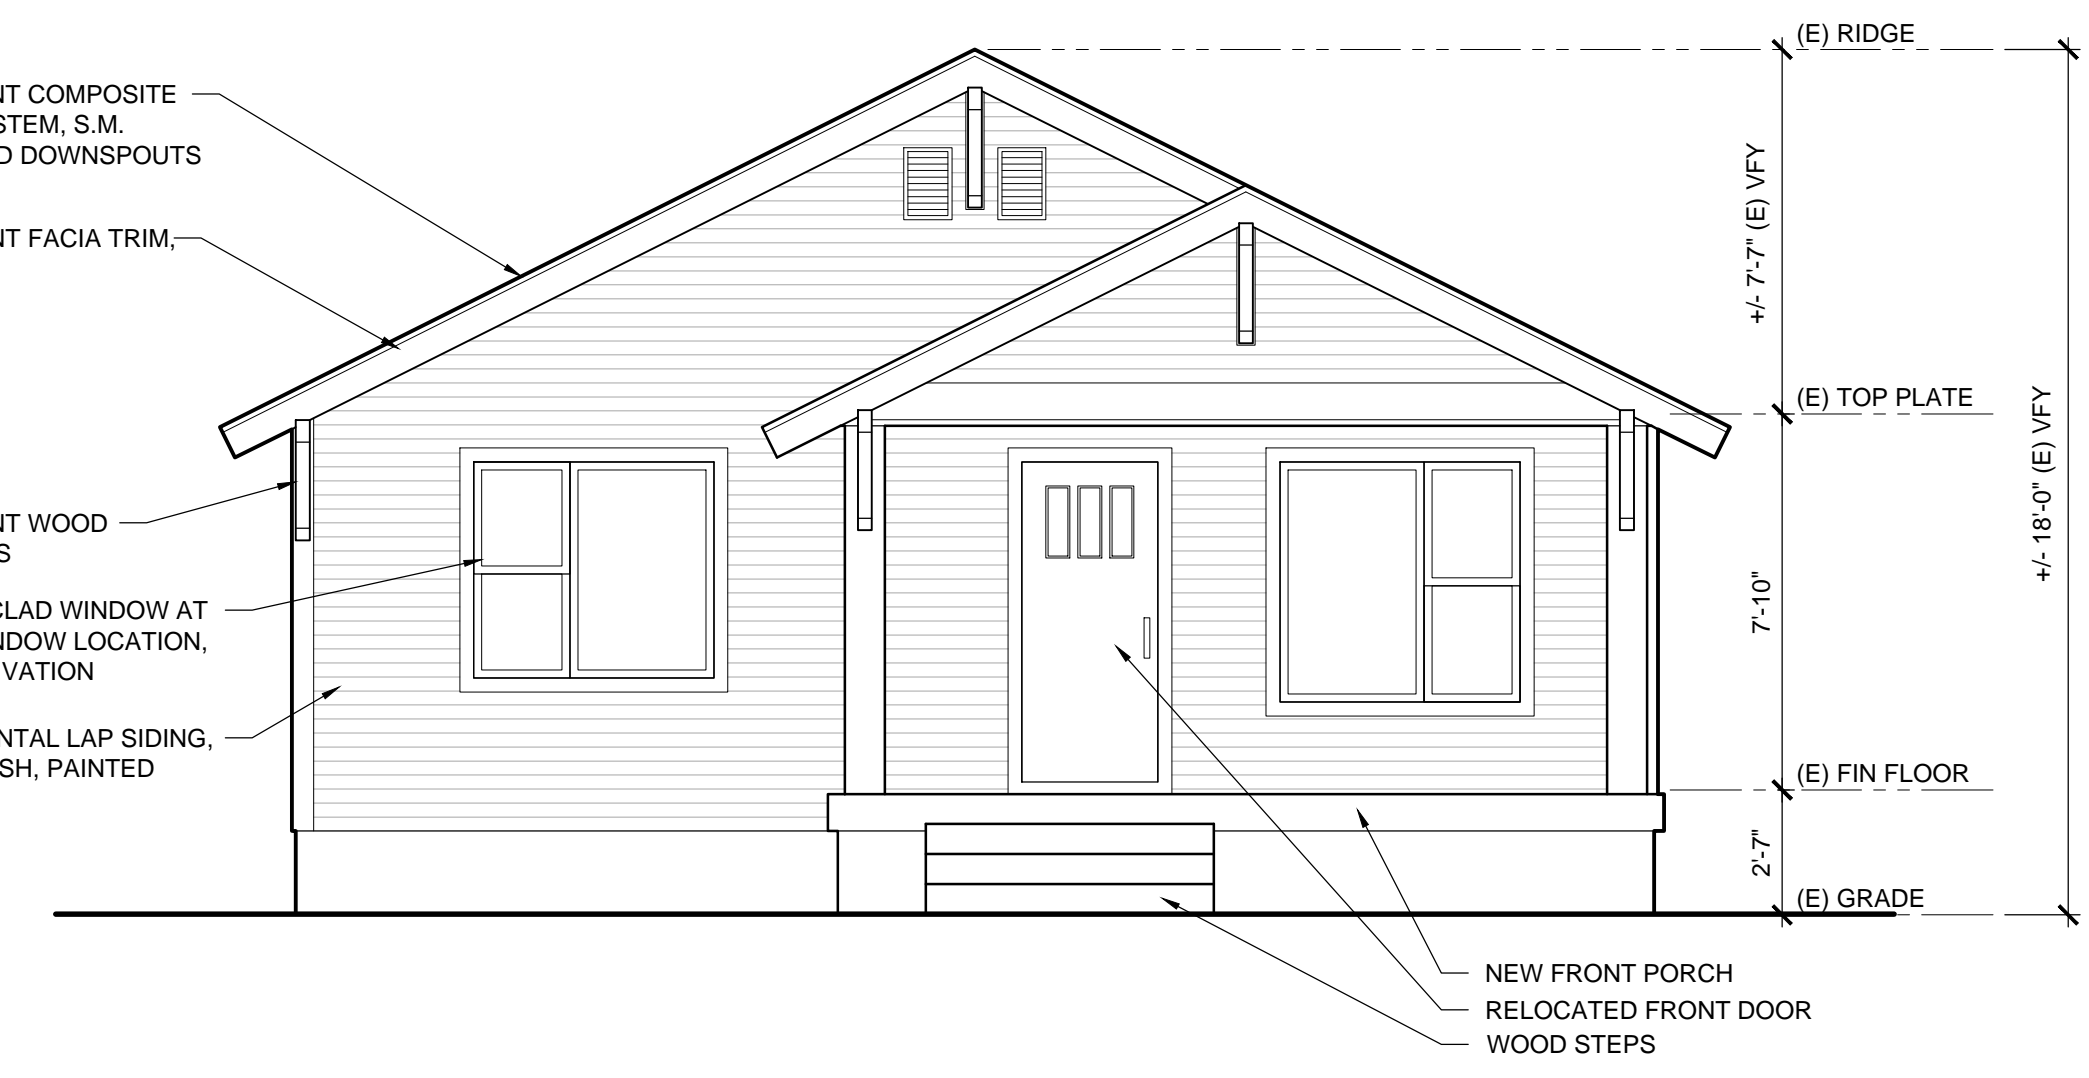 (E) RIDGE
NT COMPOSITE
STEM, S.M.
D DOWNSPOUTS
+/- 7'-7" (E) VFY
NT FACIA TRIM,
(E) TOP PLATE
+/- 18'-0" (E) VFY
NT WOOD
S
7'-10"
CLAD WINDOW AT
NDOW LOCATION,
VATION
NTAL LAP SIDING,
SH, PAINTED
(E) FIN FLOOR
2'-7"
(E) GRADE
NEW FRONT PORCH
RELOCATED FRONT DOOR
WOOD STEPS